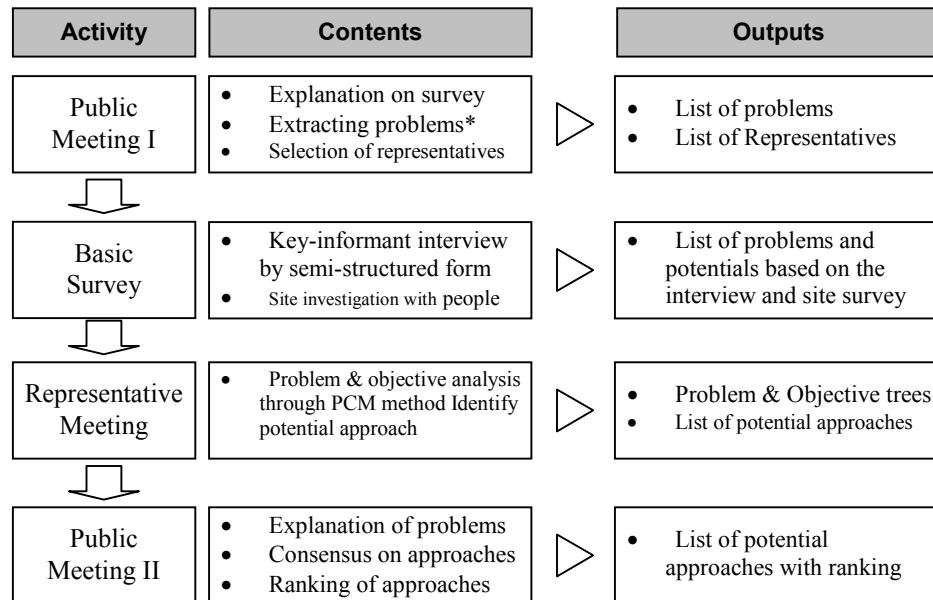 Activity
Contents
Outputs
Public
Meeting I
• Explanation on survey
• Extracting problems*
• Selection of representatives
• List of problems
• List of Representatives
Basic
Survey
• Key-informant interview
by semi-structured form
• Site investigation with people
• List of problems and
potentials based on the
interview and site survey
Representative
Meeting
• Problem & objective analysis
through PCM method Identify
potential approach
• Problem & Objective trees
• List of potential approaches
Public
Meeting II
• Explanation of problems
• Consensus on approaches
• Ranking of approaches
• List of potential
approaches with ranking